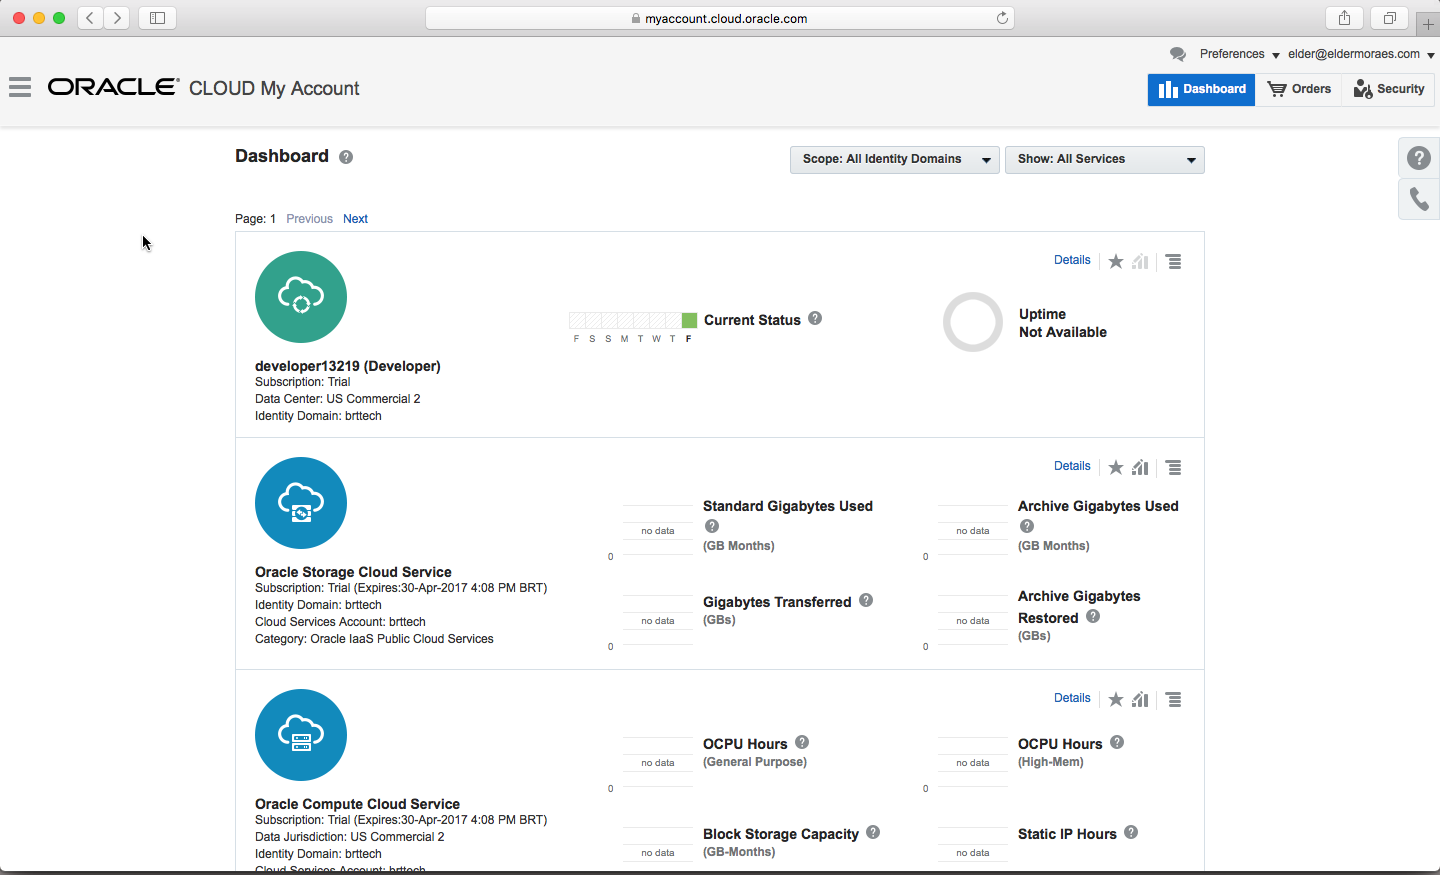 myaccount.cloud.oracle.com
Preferences elder@eldermoraes.com
ORACLE CLOUD My Account
Dashboard Orders Security
Dashboard
Scope: All Identity Domains Show: All Services
Page: 1 Previous Next
Details
Current Status
F S S M T W T F
Uptime
Not Available
developer13219 (Developer)
Subscription: Trial
Data Center: US Commercial 2
Identity Domain: brttech
Details
Standard Gigabytes Used
no data
(GB Months)
0
Archive Gigabytes Used
no data
(GB Months)
0
Oracle Storage Cloud Service
Subscription: Trial (Expires:30-Apr-2017 4:08 PM BRT)
Identity Domain: brttech
Cloud Services Account: brttech
Category: Oracle IaaS Public Cloud Services
Gigabytes Transferred
(GBs)
no data
0
Archive Gigabytes
Restored
no data
(GBs)
0
Details
OCPU Hours
(General Purpose)
no data
0
OCPU Hours
(High-Mem)
no data
0
Oracle Compute Cloud Service
Subscription: Trial (Expires:30-Apr-2017 4:08 PM BRT)
Data Jurisdiction: US Commercial 2
Identity Domain: brttech
Cloud Services Account: brttech
Block Storage Capacity
(GB-Months)
no data
Static IP Hours
no data